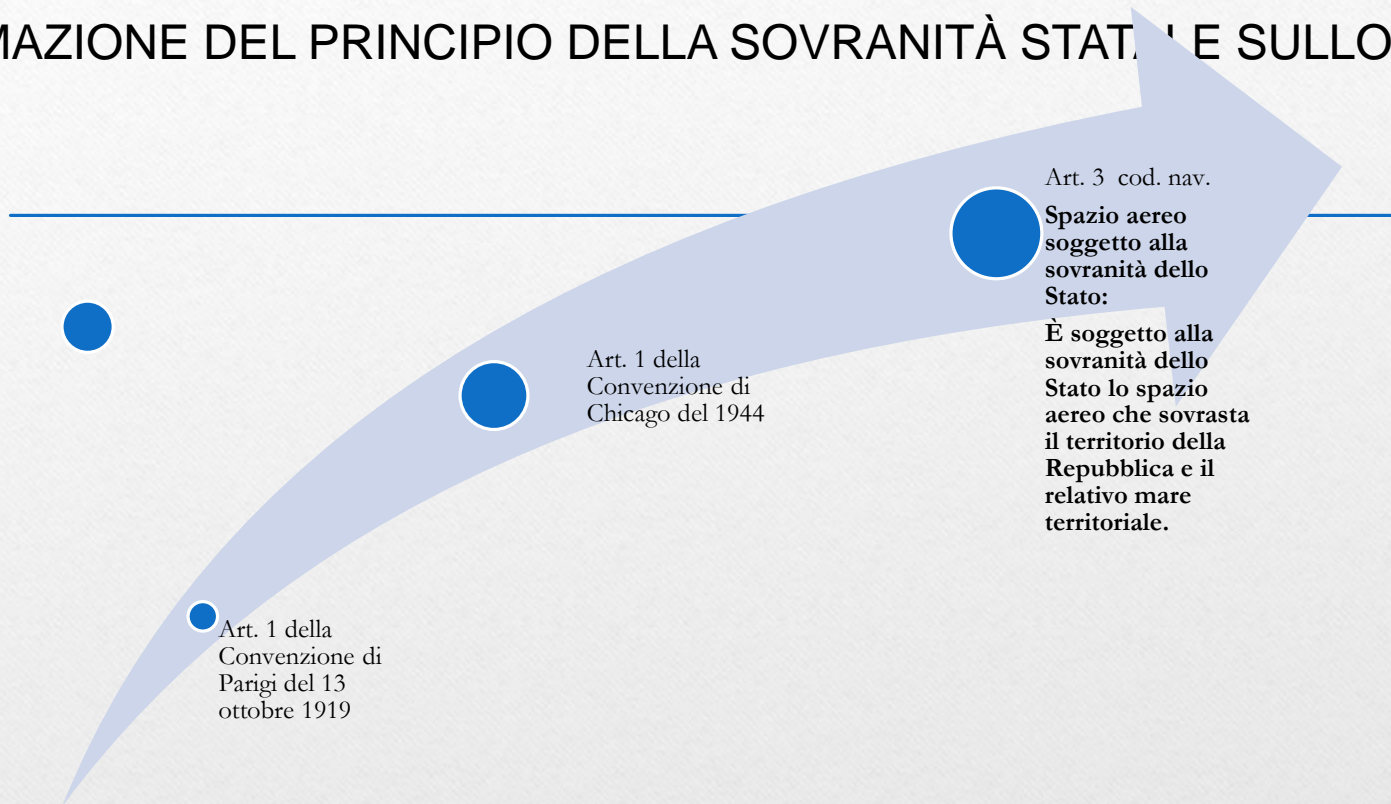 MAZIONE DEL PRINCIPIO DELLA SOVRANITÀ STATALE SULLO
Art. 3 cod. nav.
Spazio aereo
soggetto alla
sovranità dello
Stato:
È soggetto alla
sovranità dello
Stato lo spazio
aereo che sovrasta
il territorio della
Repubblica e il
relativo mare
territoriale.
Art. 1 della
Convenzione di
Chicago del 1944
Art. 1 della
Convenzione di
Parigi del 13
ottobre 1919